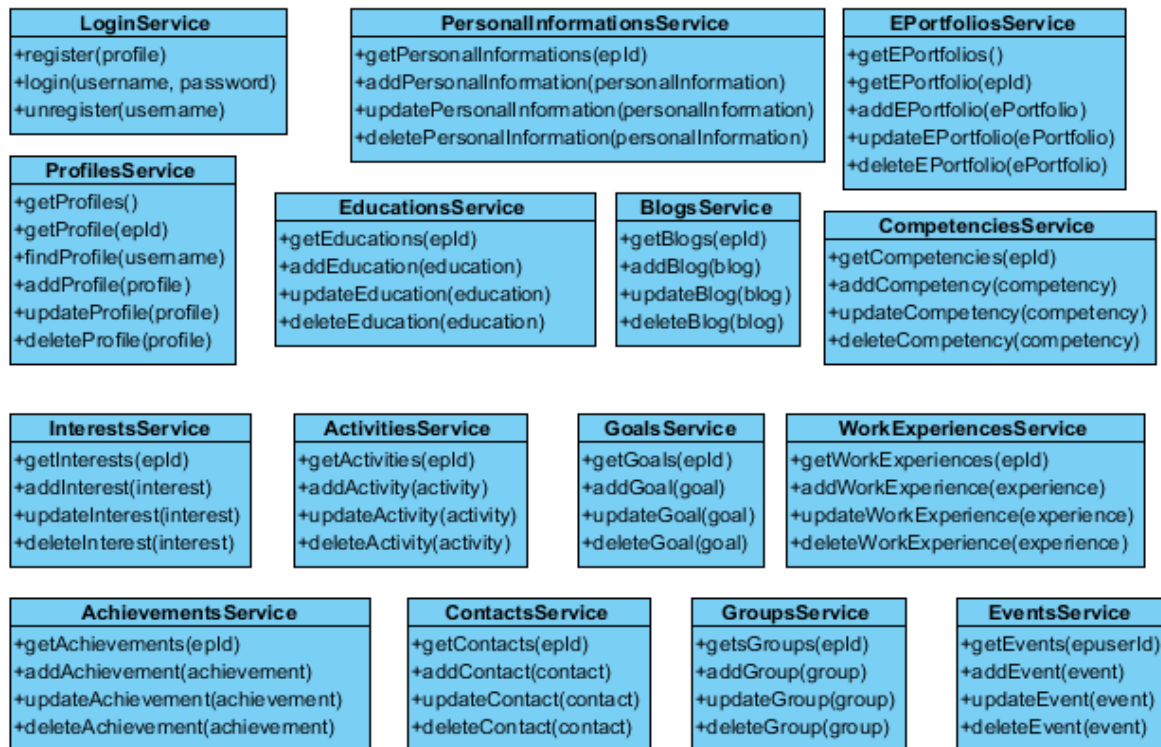 LoginService
+register(profile)
+login(username, password)
+unregister(username)
PersonalInformationsService
+getPersonalInformations(epId)
+addPersonalInformation(personalInformation)
+updatePersonalInformation(personalInformation)
+deletePersonalInformation(personalInformation)
EPortfoliosService
+getEPortfolios()
+getEPortfolio(epId)
+addEPortfolio(ePortfolio)
+updateEPortfolio(ePortfolio)
+deleteEPortfolio(ePortfolio)
ProfilesService
+getProfiles()
+getProfile(epId)
+findProfile(username)
+addProfile(profile)
+updateProfile(profile)
+deleteProfile(profile)
EducationsService
+getEducations(epId)
+addEducation(education)
+updateEducation(education)
+deleteEducation(education)
BlogsService
+getBlogs(epId)
+addBlog(blog)
+updateBlog(blog)
+deleteBlog(blog)
CompetenciesService
+getCompetencies(epId)
+addCompetency(competency)
+updateCompetency(competency)
+deleteCompetency(competency)
InterestsService
+getInterests(epId)
+addInterest(interest)
+updateInterest(interest)
+deleteInterest(interest)
ActivitiesService
+getActivities(epId)
+addActivity(activity)
+updateActivity(activity)
+deleteActivity(activity)
GoalsService
+getGoals(epId)
+addGoal(goal)
+updateGoal(goal)
+deleteGoal(goal)
WorkExperiencesService
+getWorkExperiences(epId)
+addWorkExperience(experience)
+updateWorkExperience(experience)
+deleteWorkExperience(experience)
AchievementsService
+getAchievements(epId)
+addAchievement(achievement)
+updateAchievement(achievement)
+deleteAchievement(achievement)
ContactsService
+getContacts(epId)
+addContact(contact)
+updateContact(contact)
+deleteContact(contact)
GroupsService
+getsGroups(epId)
+addGroup(group)
+updateGroup(group)
+deleteGroup(group)
EventsService
+getEvents(epuserId)
+addEvent(event)
+updateEvent(event)
+deleteEvent(event)